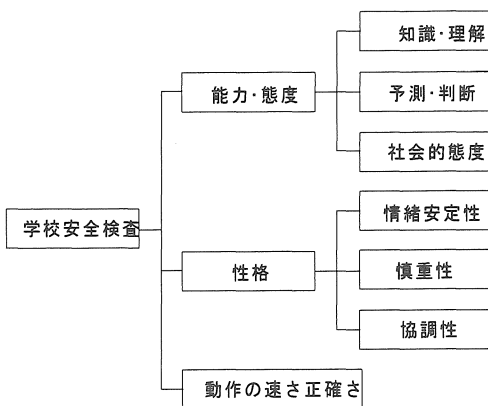 知識・理解
能力・態度
予測・判断
社会的態度
学校安全検査
情緒安定性
性格
慎重性
協調性
動作の速さ正確さ